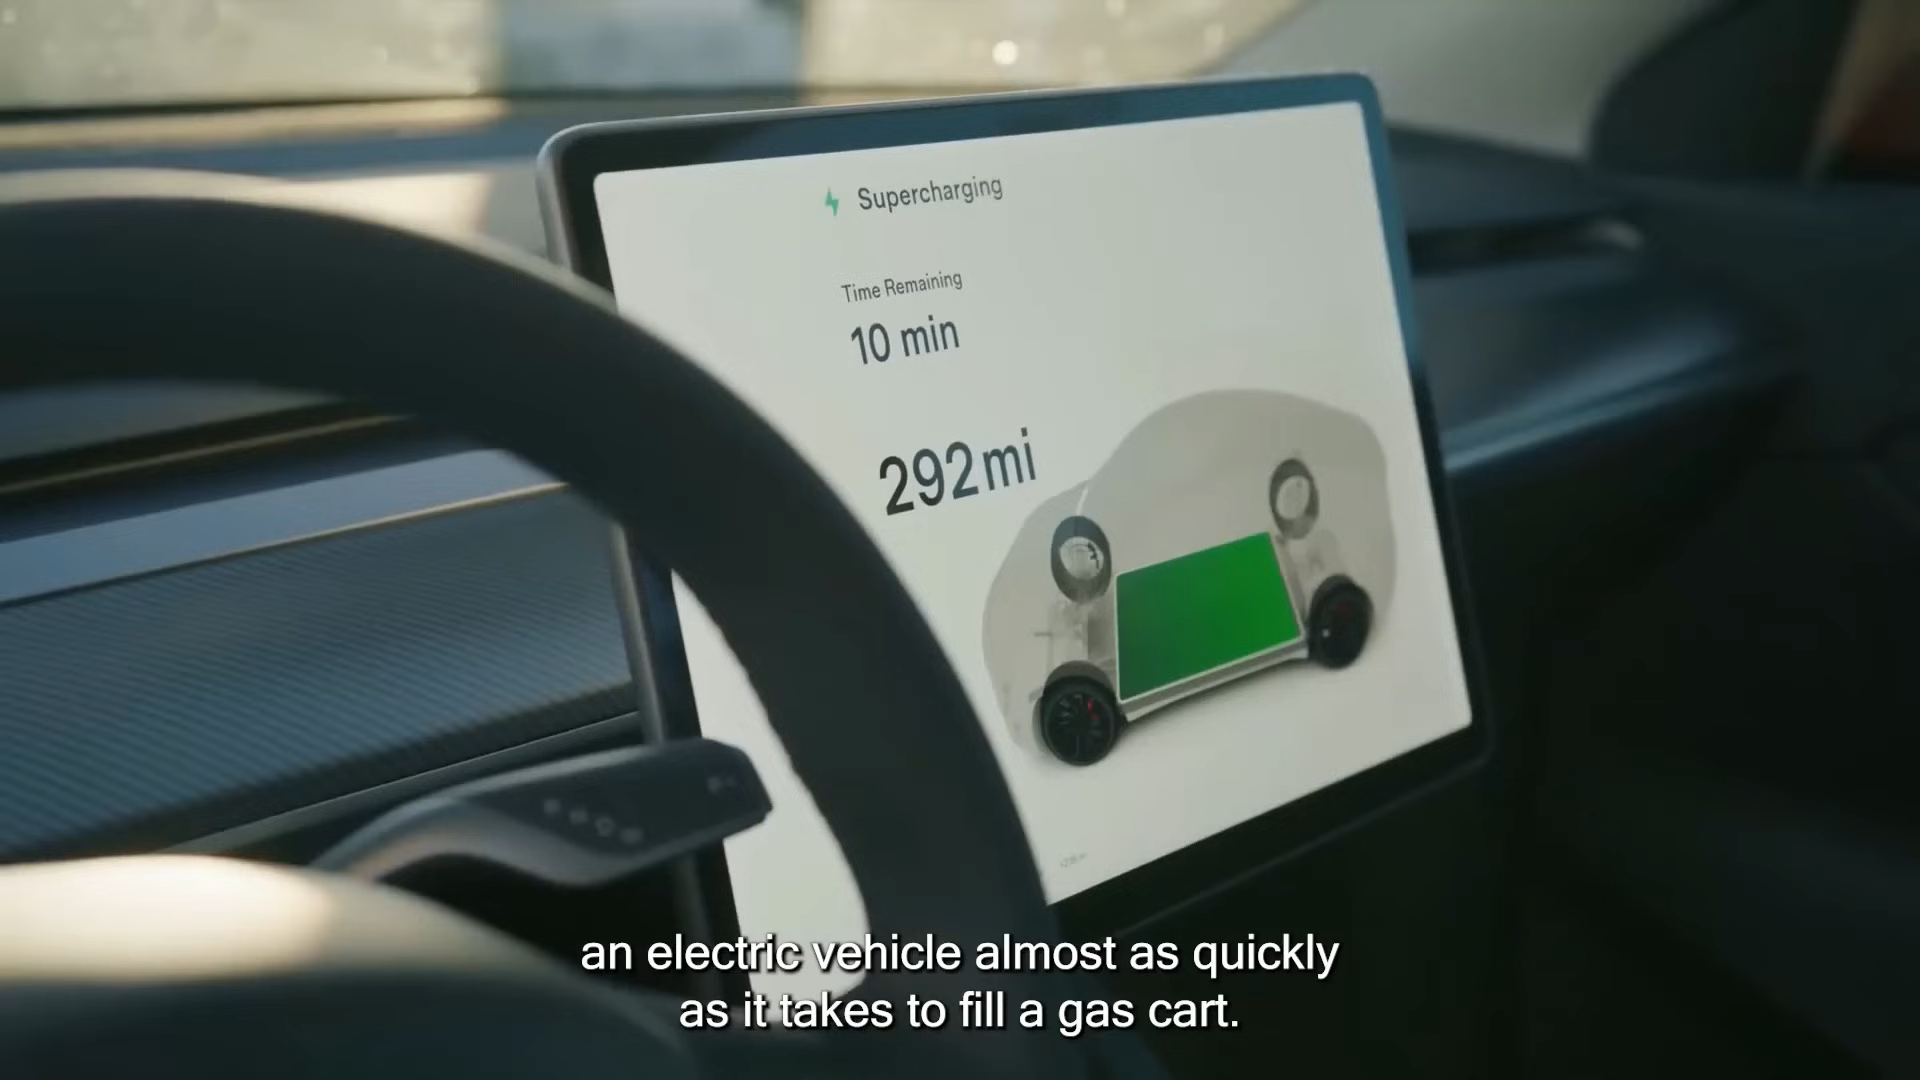 Supercharging
Time Remaining
10 min
292 mi
an electric vehicle almost as quickly
as it takes to fill a gas cart.